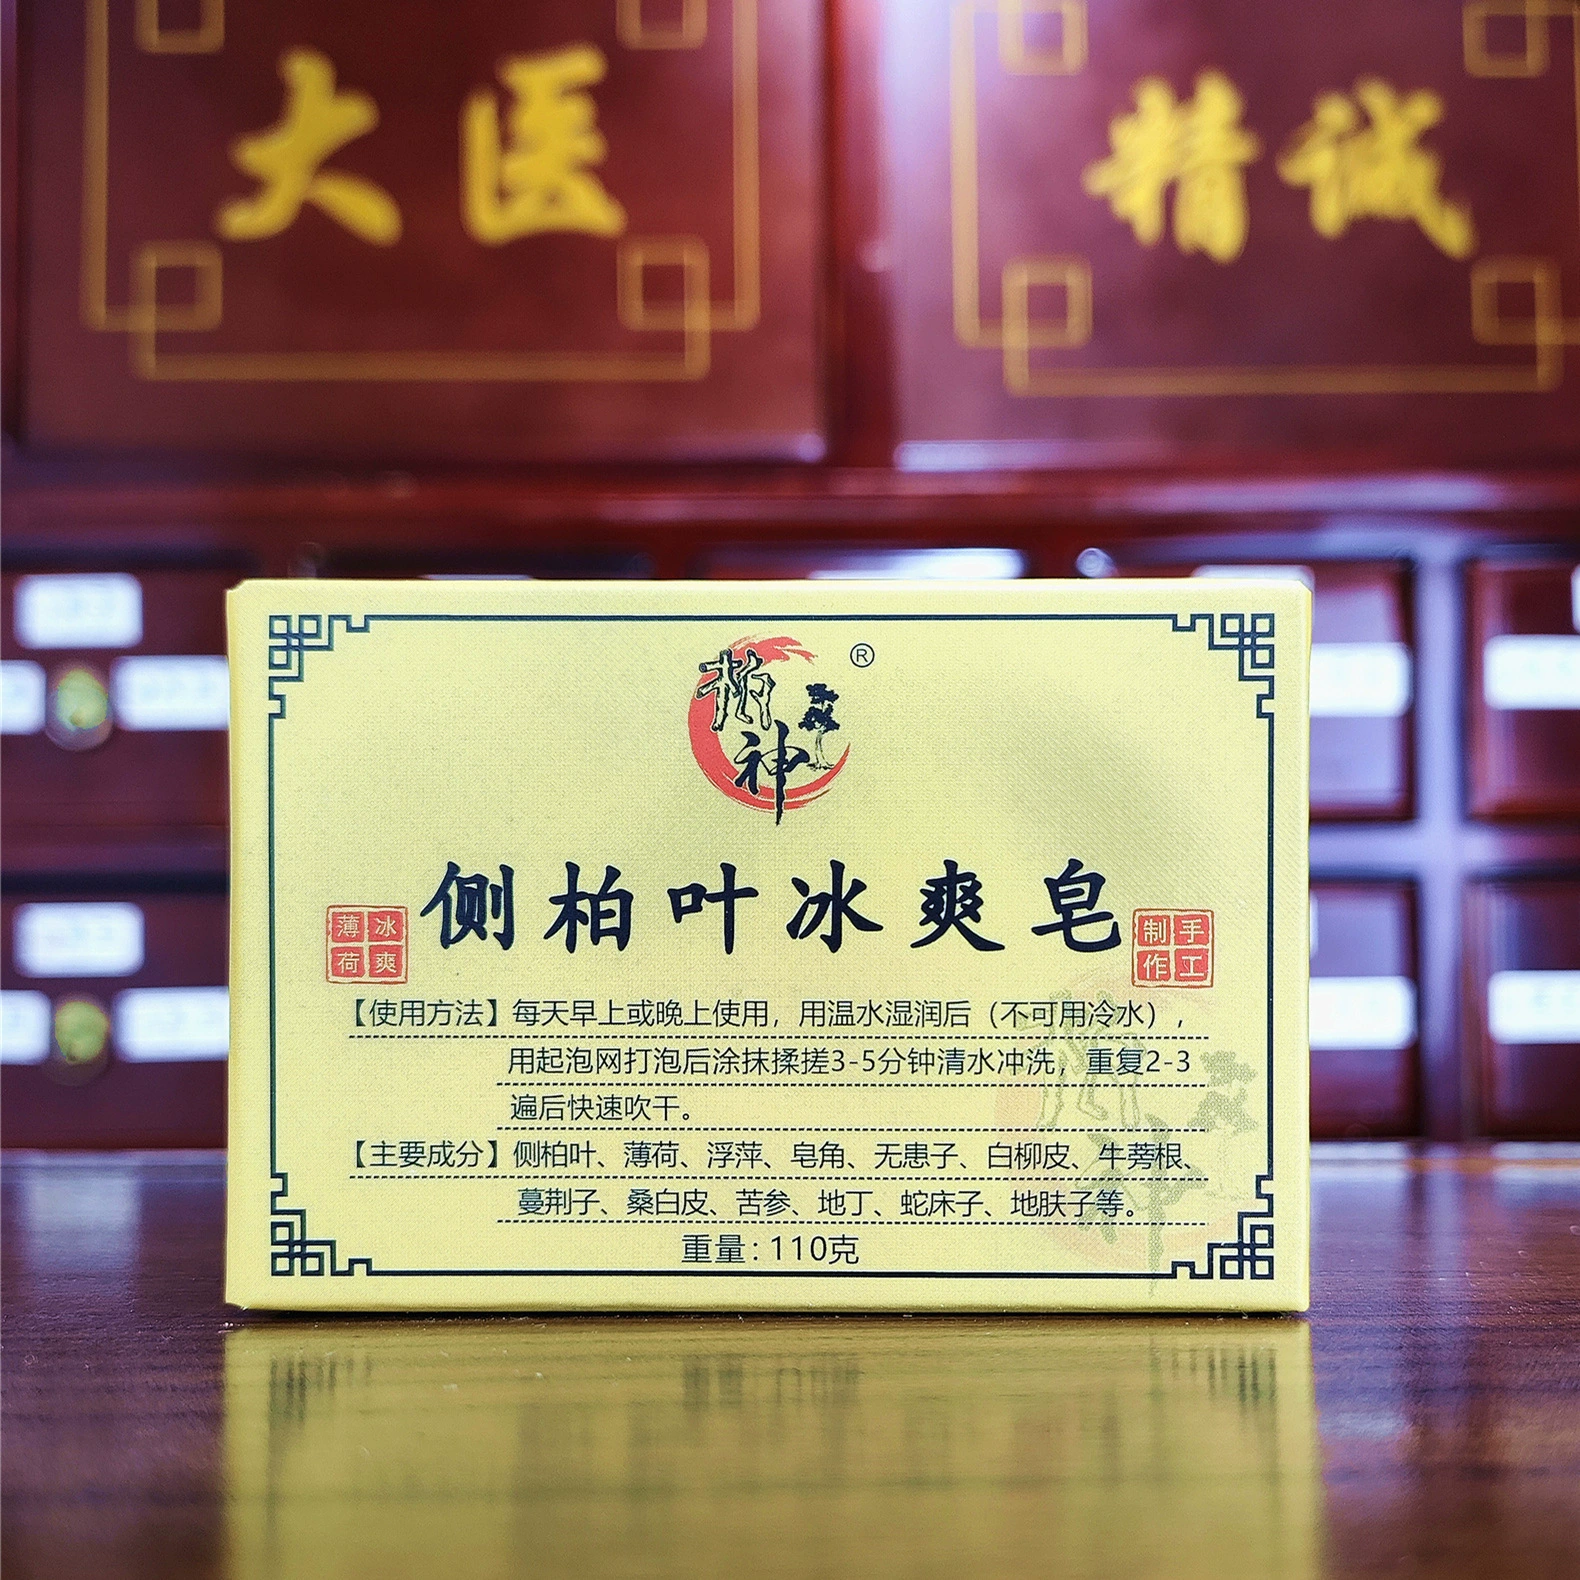 大医
精诚
柏神
®
侧柏叶冰爽皂
冰爽
薄荷
手工
制作
【使用方法】每天早上或晚上使用，用温水湿润后（不可用冷水），
用起泡网打泡后涂抹揉搓3-5分钟清水冲洗，重复2-3
遍后快速吹干。
【主要成分】侧柏叶、薄荷、浮萍、皂角、无患子、白柳皮、牛蒡根、
蔓荆子、桑白皮、苦参、地丁、蛇床子、地肤子等。
重量：110克